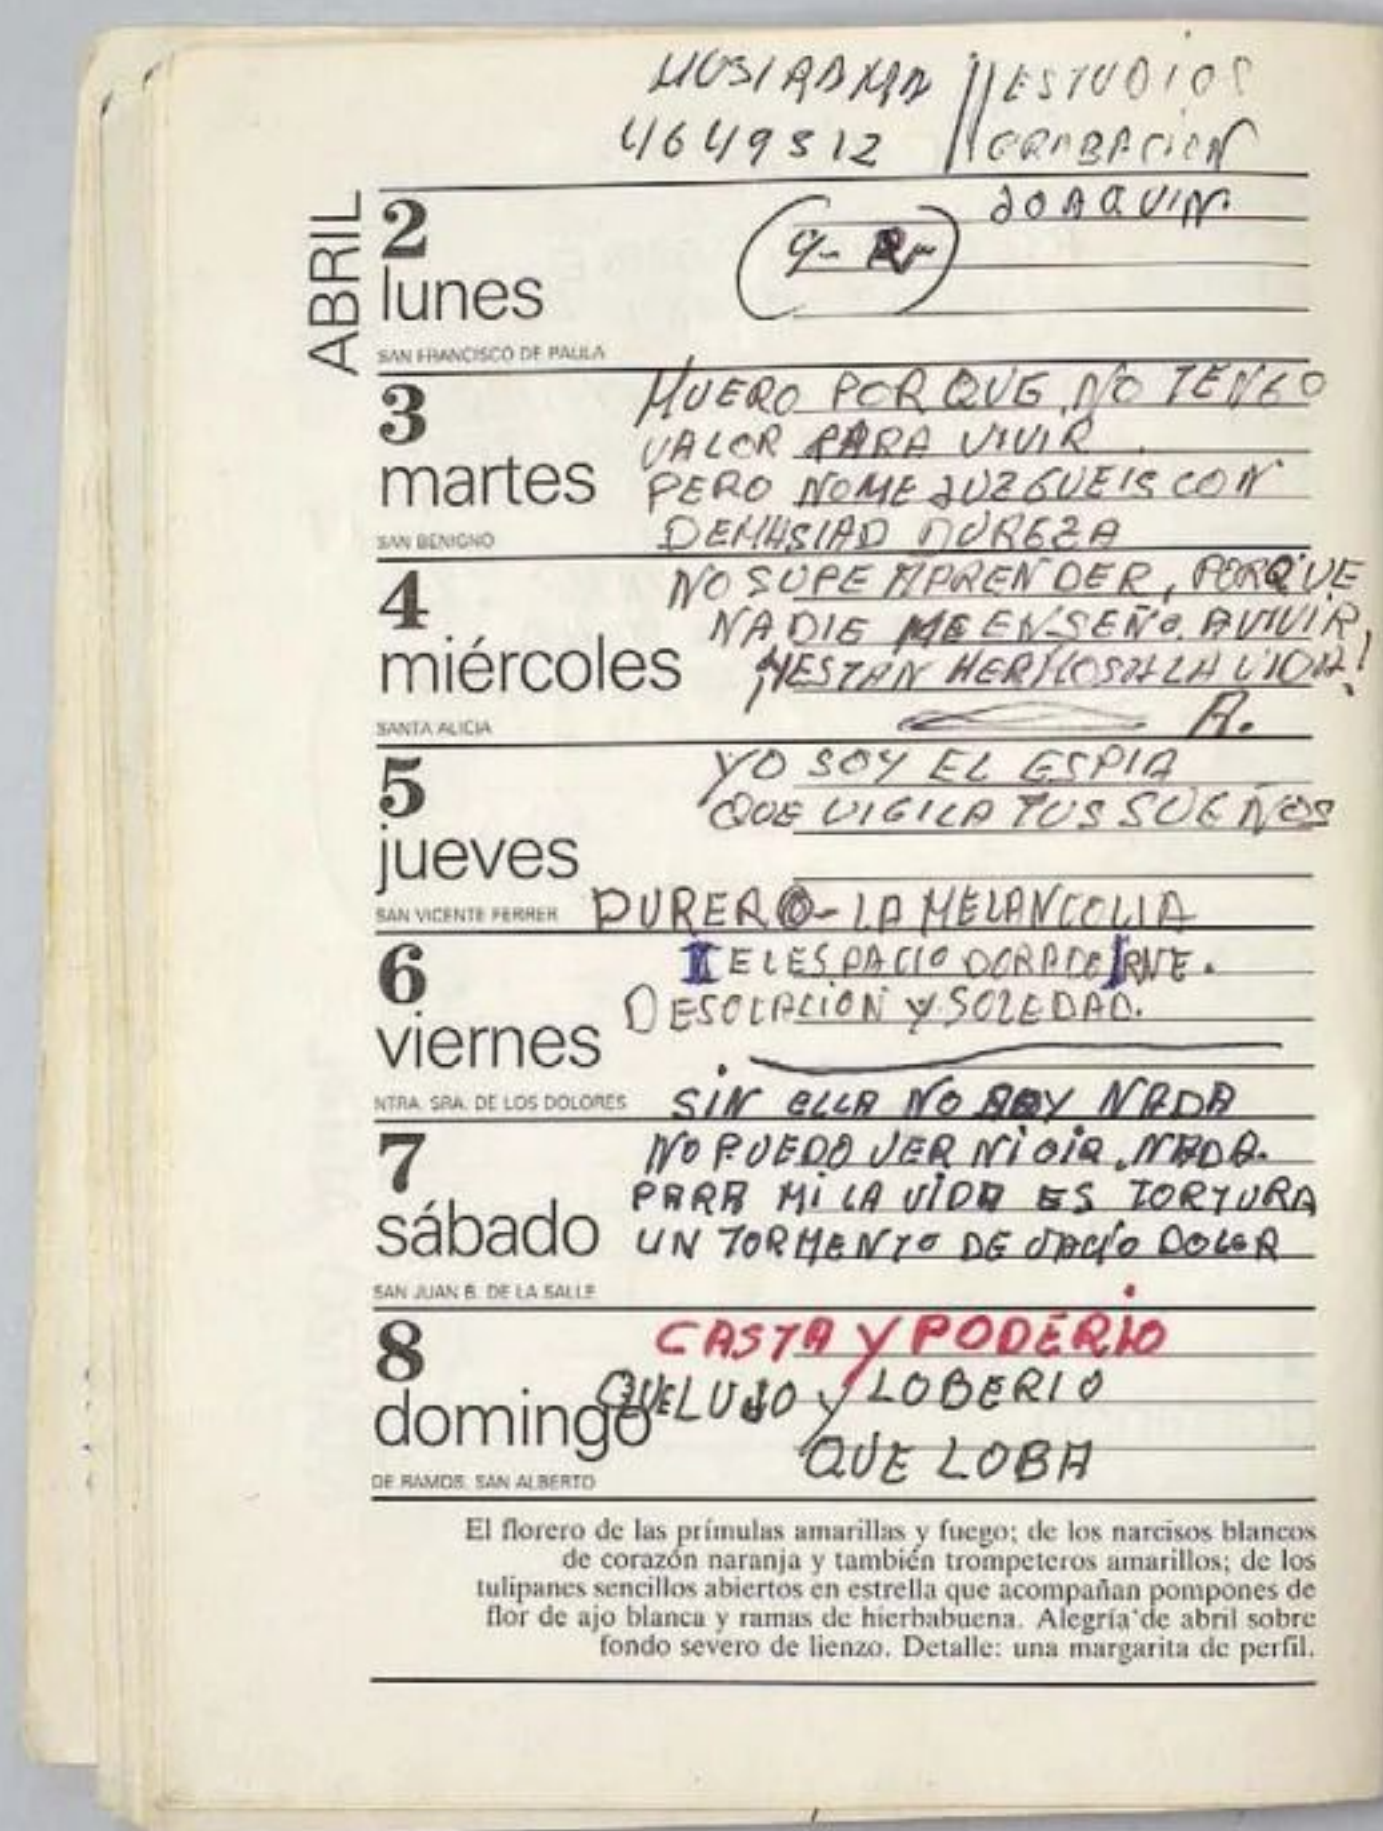 MUSIADNA // ESTUDIOS
4649512 GRABACION
JOAQUIN.
ABRIL
2
lunes
SAN FRANCISCO DE PAULA
3
martes
SAN BENIGNO
MUERO PORQUE NO TENGO
VALOR PARA VIVIR
PERO NO ME JUZGUEIS CON
DEMASIAD DUREZA
4
miércoles
SANTA ALICIA
NO SUPE APRENDER, PORQUE
NADIE ME ENSEÑO A VIVIR,
HERMOSA LA VIDA!
A.
5
jueves
SAN VICENTE FERRER
YO SOY EL ESPIA
QUE VIGILA TUS SUEÑOS
DURERO - LA MELANCOLIA
6
viernes
NTRA. SRA. DE LOS DOLORES
EL ESPACIO
DESOLACION Y SOLEDAD.
SIN ELLA NO HAY NADA
7
sábado
SAN JUAN B. DE LA SALLE
NO PUEDO VER NI OIR NADA.
PARA MI LA VIDA ES TORTURA
UN TORMENTO DE VACIO DOLOR
8
domingo
DE RAMOS. SAN ALBERTO
CASTA Y PODERIO
QUE LUJO Y LOBERIO
QUE LOBA
El florero de las prímulas amarillas y fuego; de los narcisos blancos
de corazón naranja y también trompeteros amarillos; de los
tulipanes sencillos abiertos en estrella que acompañan pompones de
flor de ajo blanca y ramas de hierbabuena. Alegría de abril sobre
fondo severo de lienzo. Detalle: una margarita de perfil.